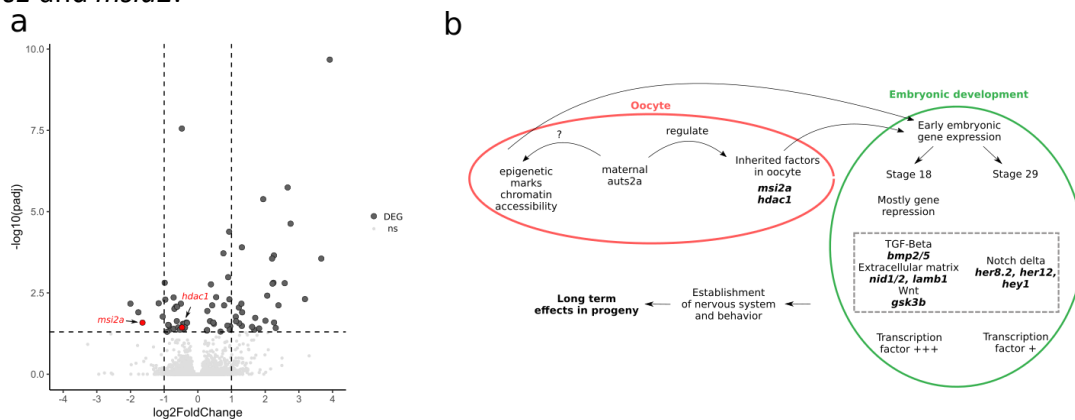 and msi2a.
a
10.0
7.5
5.0
2.5
0.0
-log10(padj)
-4
-3
-2
-1
0
1
2
3
4
log2FoldChange
msi2a
hdac1
DEG
ns
b
Oocyte
?
regulate
epigenetic
marks
chromatin
accessibility
maternal
auts2a
Inherited factors
in oocyte
msi2a
hdac1
Embryonic development
Early embryonic
gene expression
Stage 18
Stage 29
Mostly gene
repression
TGF-Beta
bmp2/5
Extracellular matrix
nid1/2, lamb1
Wnt
gsk3b
Notch delta
her8.2, her12,
hey1
Transcription
factor +++
Transcription
factor +
Establishment
of nervous system
and behavior
Long term
effects in progeny